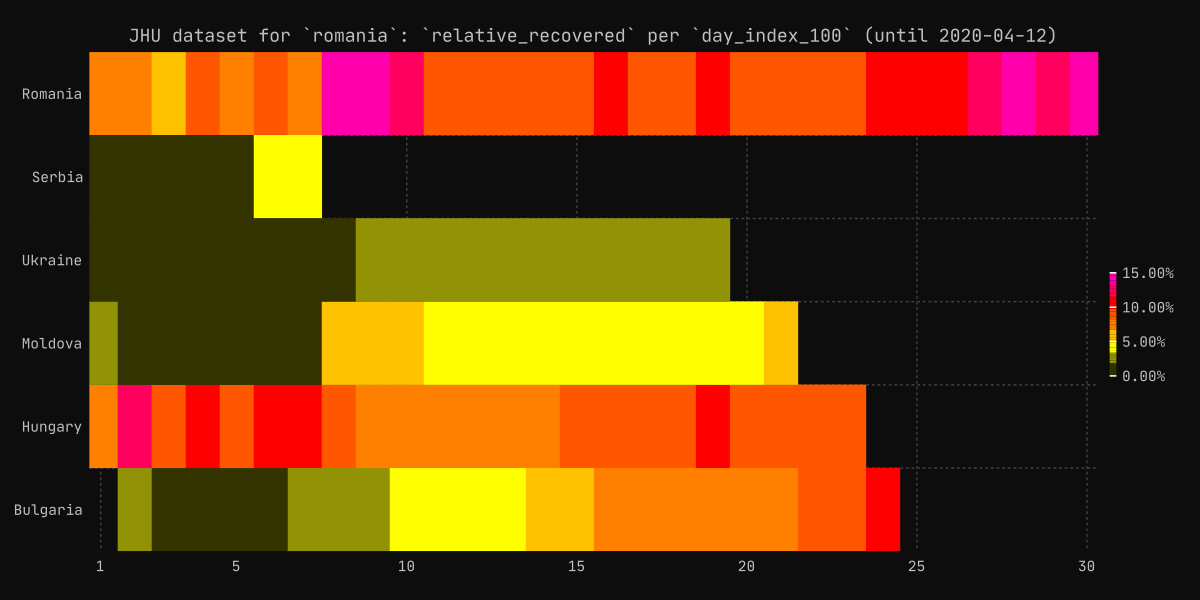 JHU dataset for `romania`: `relative_recovered` per `day_index_100` (until 2020-04-12)
Romania
Serbia
Ukraine
Moldova
Hungary
Bulgaria
15.00%
10.00%
5.00%
0.00%
1 5 10 15 20 25 30